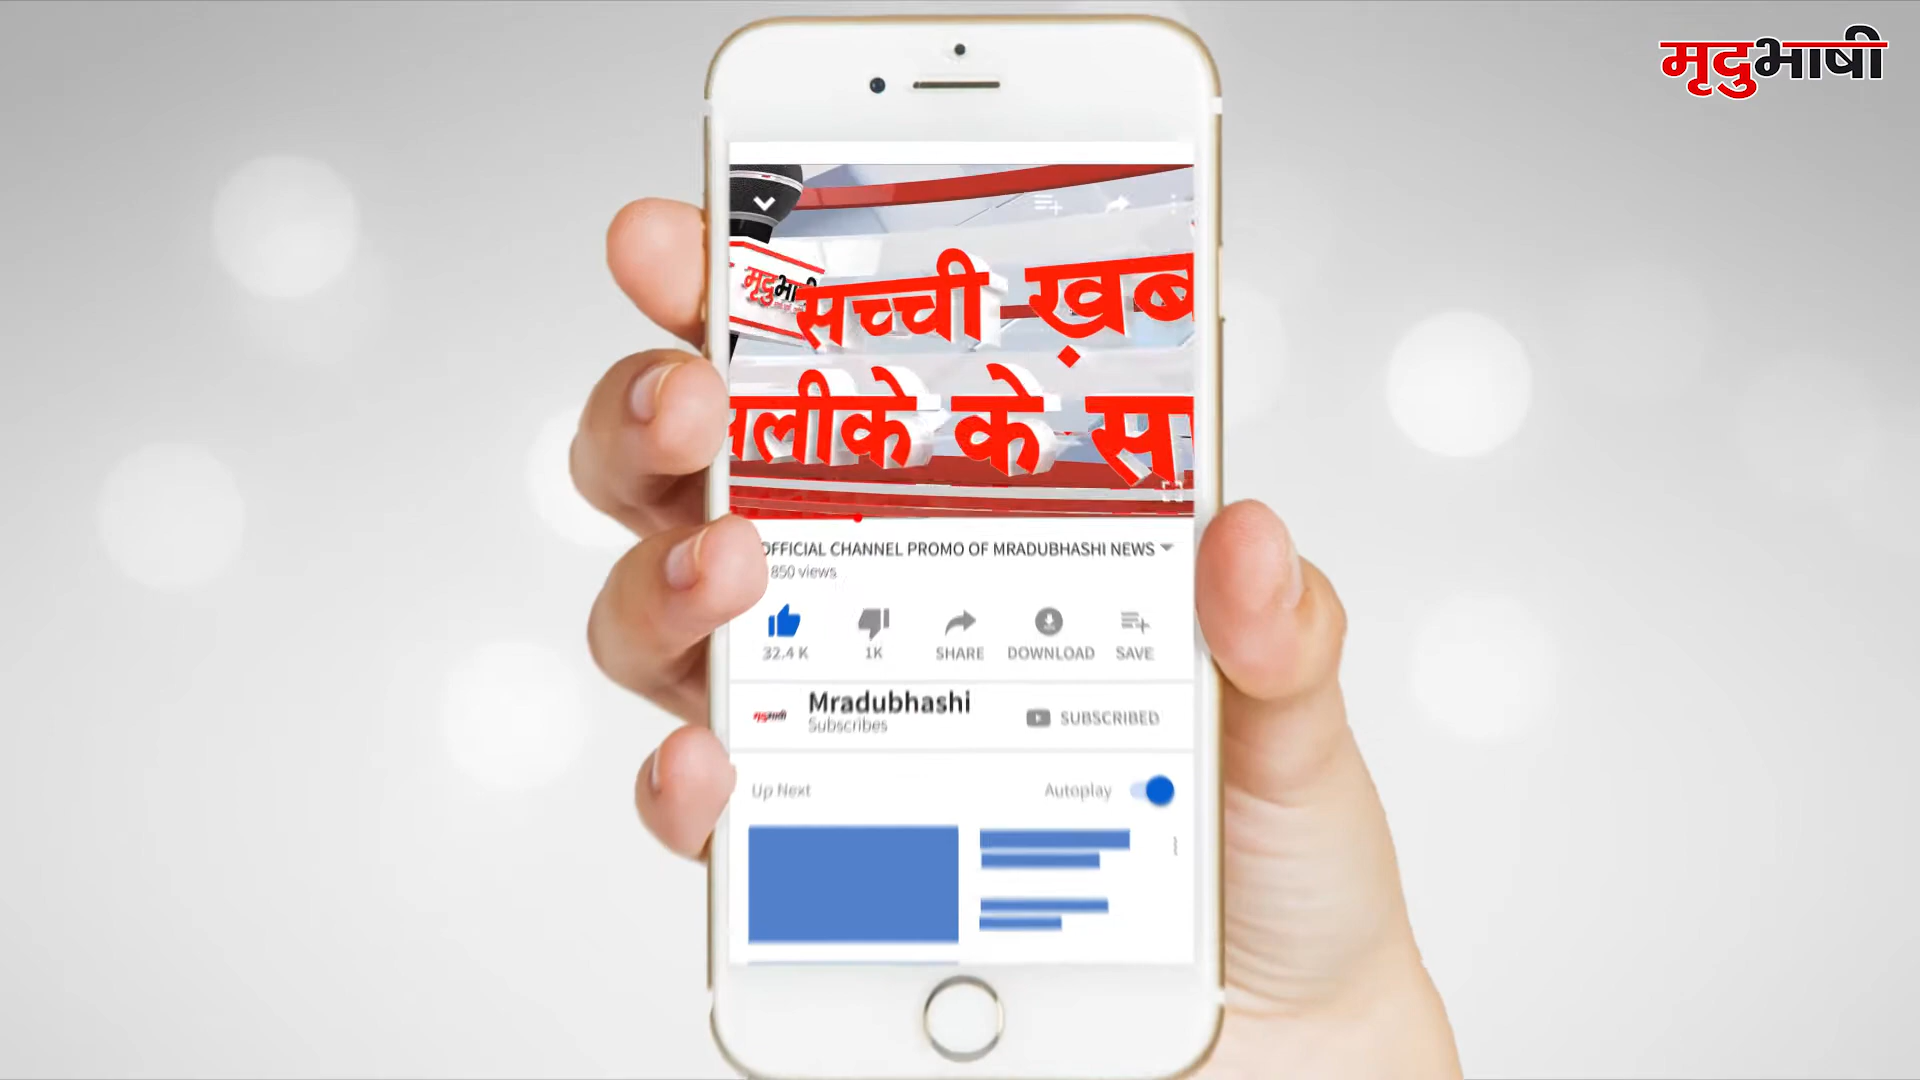 मृदुभाषी
मृदुभाषी
सच्ची ख़ब
सलीके के सा
OFFICIAL CHANNEL PROMO OF MRADUBHASHI NEWS
850 views
32.4 K 1K SHARE DOWNLOAD SAVE
मृदुभाषी Mradubhashi
Subscribes
SUBSCRIBED
Up Next Autoplay